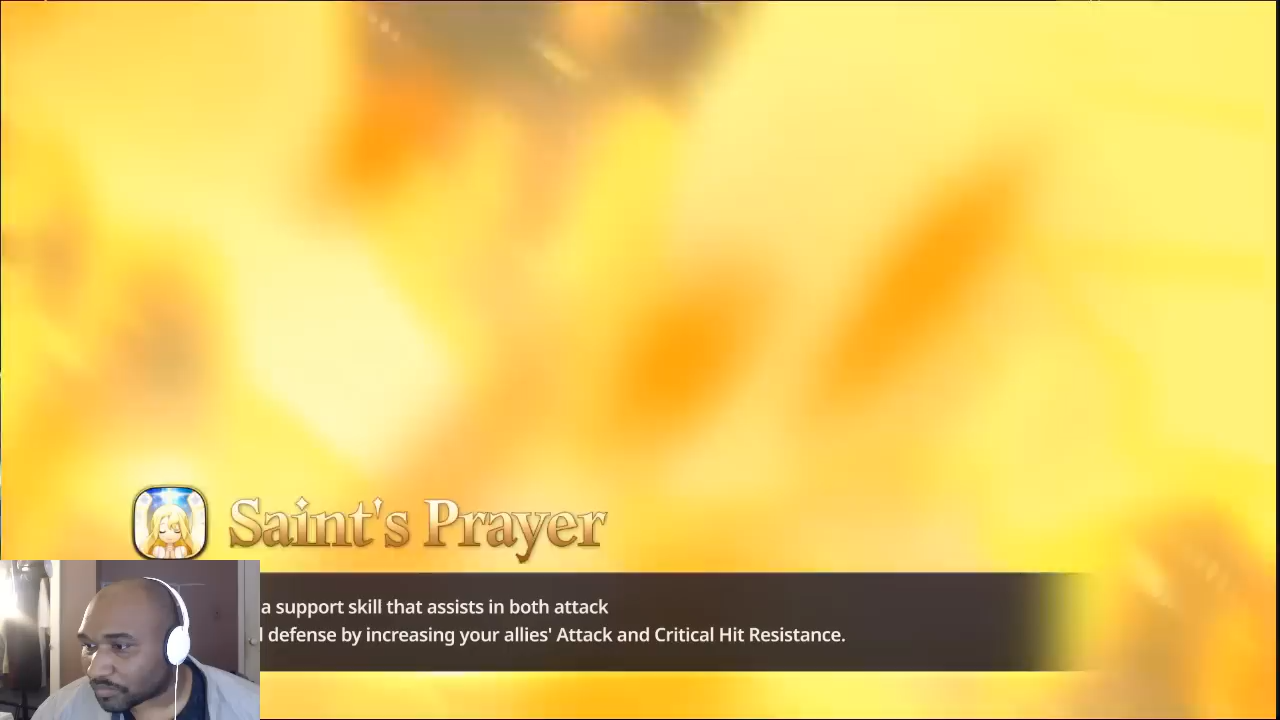 Saint's Prayer
a support skill that assists in both attack
defense by increasing your allies' Attack and Critical Hit Resistance.